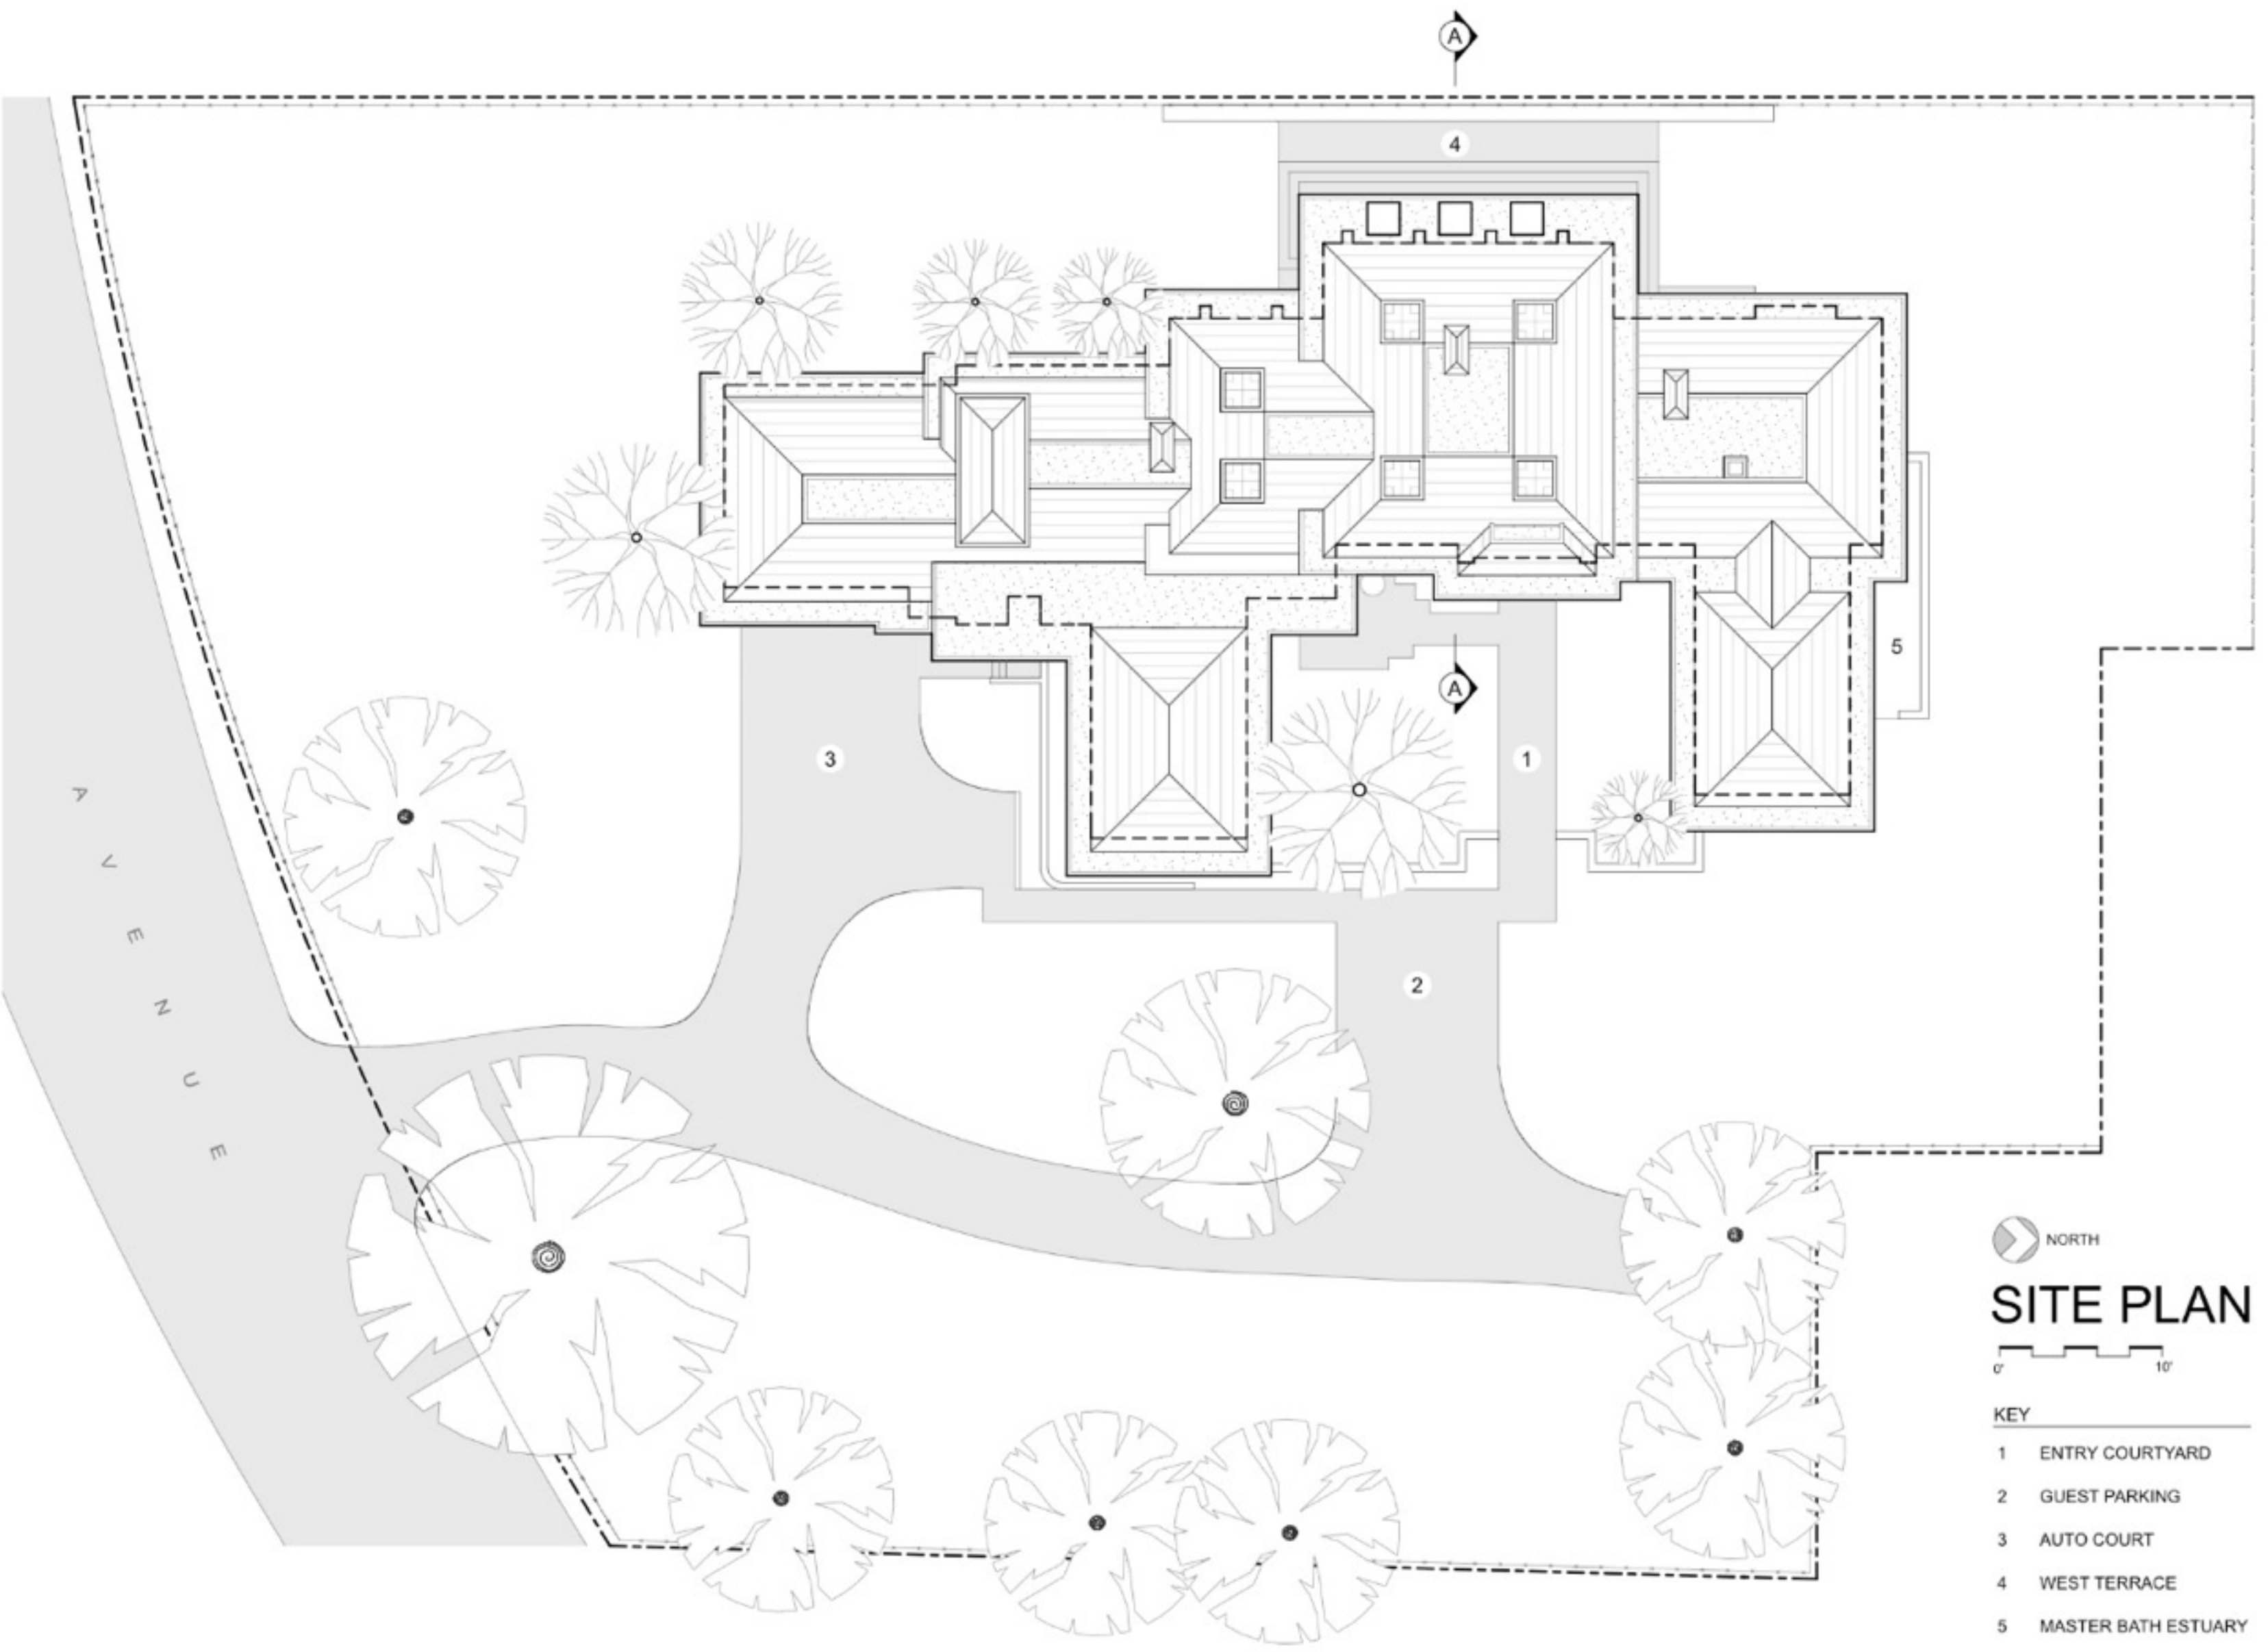 A
4
5
A
3
1
AVENUE
2
NORTH
SITE PLAN
0' 10'
KEY
1 ENTRY COURTYARD
2 GUEST PARKING
3 AUTO COURT
4 WEST TERRACE
5 MASTER BATH ESTUARY